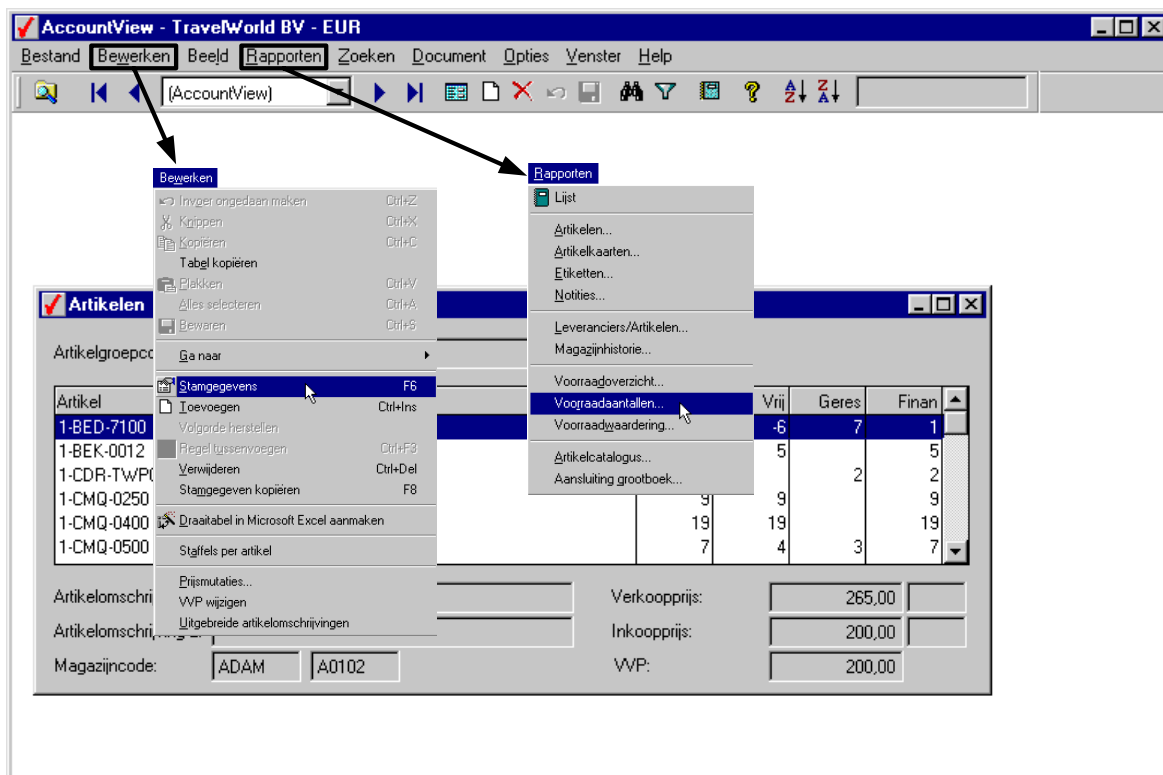 AccountView - TravelWorld BV - EUR
Bestand Bewerken Beeld Rapporten Zoeken Document Opties Venster Help
(AccountView)
Bewerken
Invoer ongedaan maken Ctrl+Z
Knippen Ctrl+X
Kopiëren Ctrl+C
Tabel kopiëren
Plakken Ctrl+V
Alles selecteren Ctrl+A
Bewaren Ctrl+S
Ga naar
Stamgegevens F6
Toevoegen Ctrl+Ins
Volgorde herstellen
Regel tussenvoegen Ctrl+F3
Verwijderen Ctrl+Del
Stamgegeven kopiëren F8
Draaitabel in Microsoft Excel aanmaken
Staffels per artikel
Prijsmutaties...
VVP wijzigen
Uitgebreide artikelomschrijvingen
Rapporten
Lijst
Artikelen...
Artikelkaarten...
Etiketten...
Notities...
Leveranciers/Artikelen...
Magazijnhistorie...
Voorraadoverzicht...
Voorraadaantallen...
Voorraadwaardering...
Artikelcatalogus...
Aansluiting grootboek...
Artikelen
Artikelgroepco
Artikel Vrij Geres Finan
1-BED-7100 -6 7 1
1-BEK-0012 5 5
1-CDR-TWP 2 2
1-CMQ-0250 9 9 9
1-CMQ-0400 19 19 19
1-CMQ-0500 7 4 3 7
Artikelomschri Verkoopprijs: 265,00
Artikelomschri Inkoopprijs: 200,00
Magazijncode: ADAM A0102 VVP: 200,00